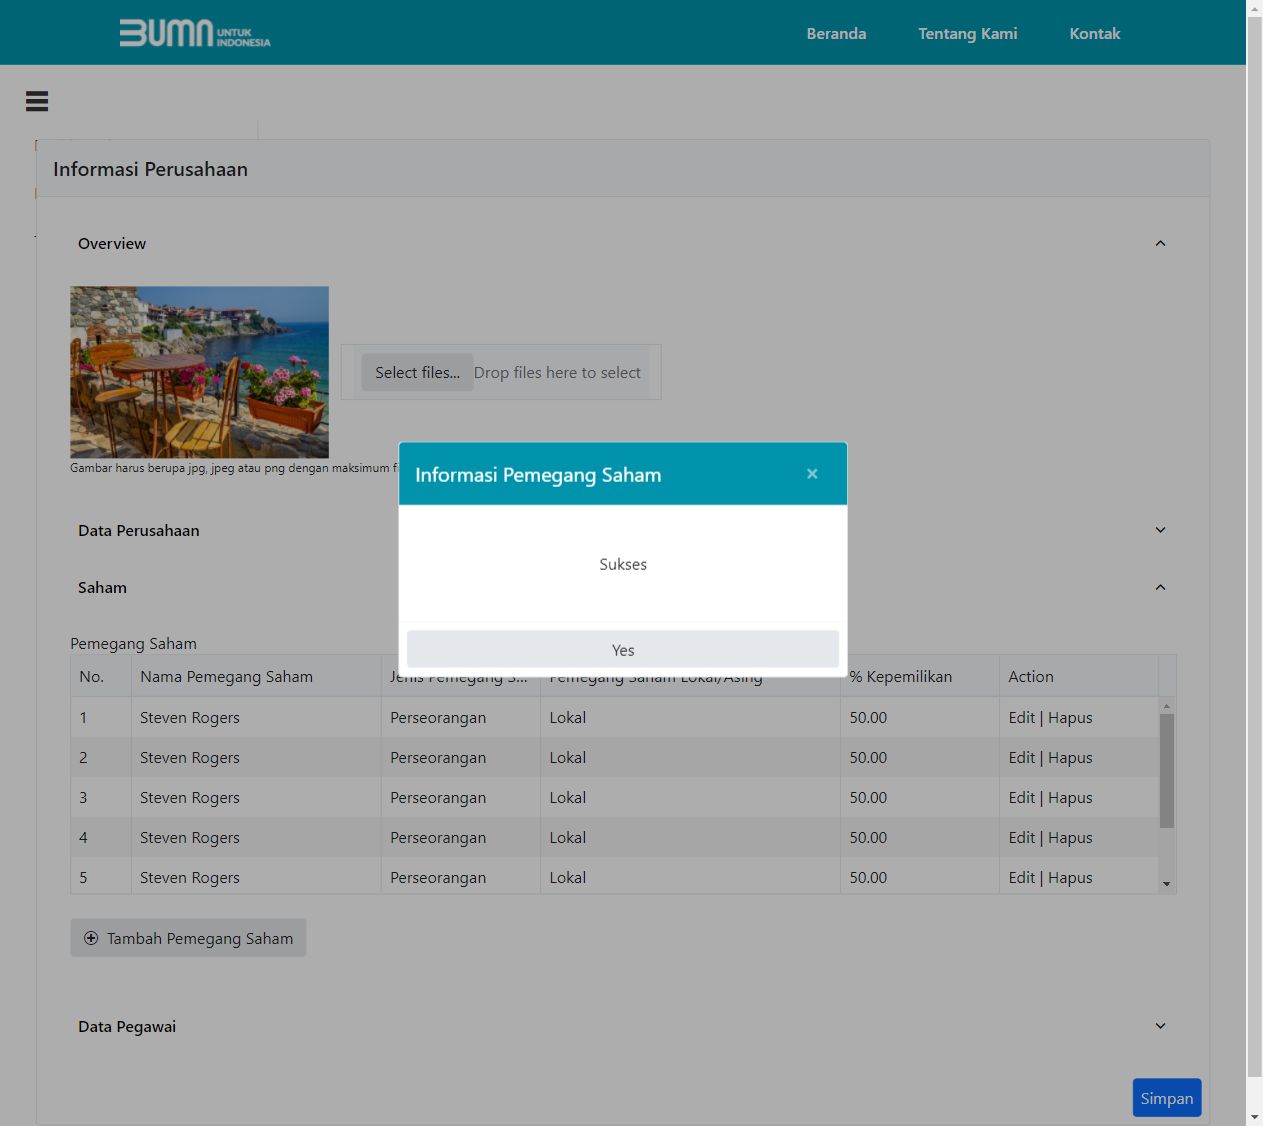 BUMN UNTUK INDONESIA
Beranda Tentang Kami Kontak
Informasi Perusahaan
Overview
Select files... Drop files here to select
Gambar harus berupa jpg, jpeg atau png dengan maksimum
Informasi Pemegang Saham ×
Sukses
Yes
Data Perusahaan
Saham
Pemegang Saham
No. Nama Pemegang Saham Jenis Pemegang S... Pemegang Saham Lokal/Asing % Kepemilikan Action
1 Steven Rogers Perseorangan Lokal 50.00 Edit | Hapus
2 Steven Rogers Perseorangan Lokal 50.00 Edit | Hapus
3 Steven Rogers Perseorangan Lokal 50.00 Edit | Hapus
4 Steven Rogers Perseorangan Lokal 50.00 Edit | Hapus
5 Steven Rogers Perseorangan Lokal 50.00 Edit | Hapus
Tambah Pemegang Saham
Data Pegawai
Simpan